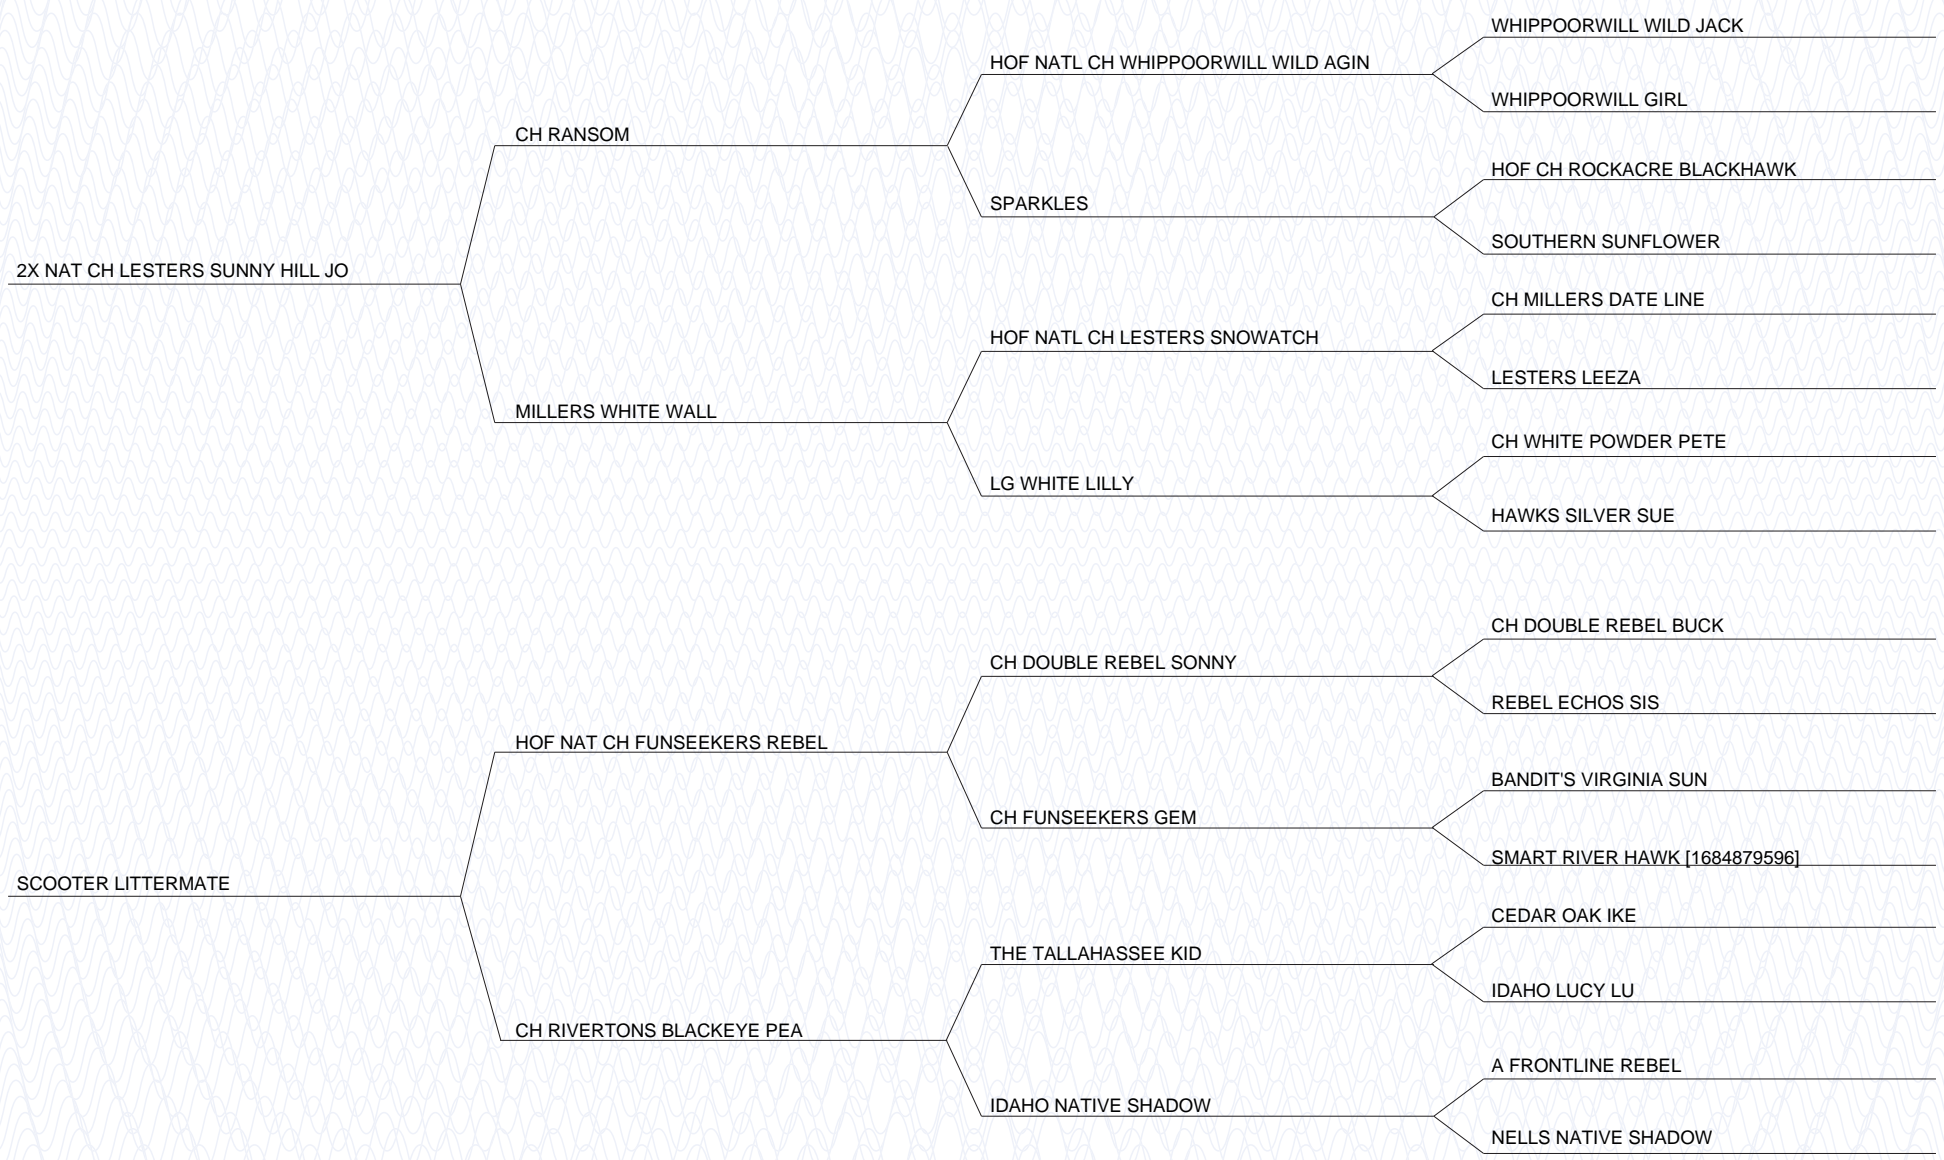 WHIPPOORWILL WILD JACK
HOF NATL CH WHIPPOORWILL WILD AGIN
WHIPPOORWILL GIRL
CH RANSOM
HOF CH ROCKACRE BLACKHAWK
SPARKLES
SOUTHERN SUNFLOWER
2X NAT CH LESTERS SUNNY HILL JO
CH MILLERS DATE LINE
HOF NATL CH LESTERS SNOWATCH
LESTERS LEEZA
MILLERS WHITE WALL
CH WHITE POWDER PETE
LG WHITE LILLY
HAWKS SILVER SUE
CH DOUBLE REBEL BUCK
CH DOUBLE REBEL SONNY
REBEL ECHOS SIS
HOF NAT CH FUNSEEKERS REBEL
BANDIT'S VIRGINIA SUN
CH FUNSEEKERS GEM
SMART RIVER HAWK [1684879596]
SCOOTER LITTERMATE
CEDAR OAK IKE
THE TALLAHASSEE KID
IDAHO LUCY LU
CH RIVERTONS BLACKEYE PEA
A FRONTLINE REBEL
IDAHO NATIVE SHADOW
NELLS NATIVE SHADOW